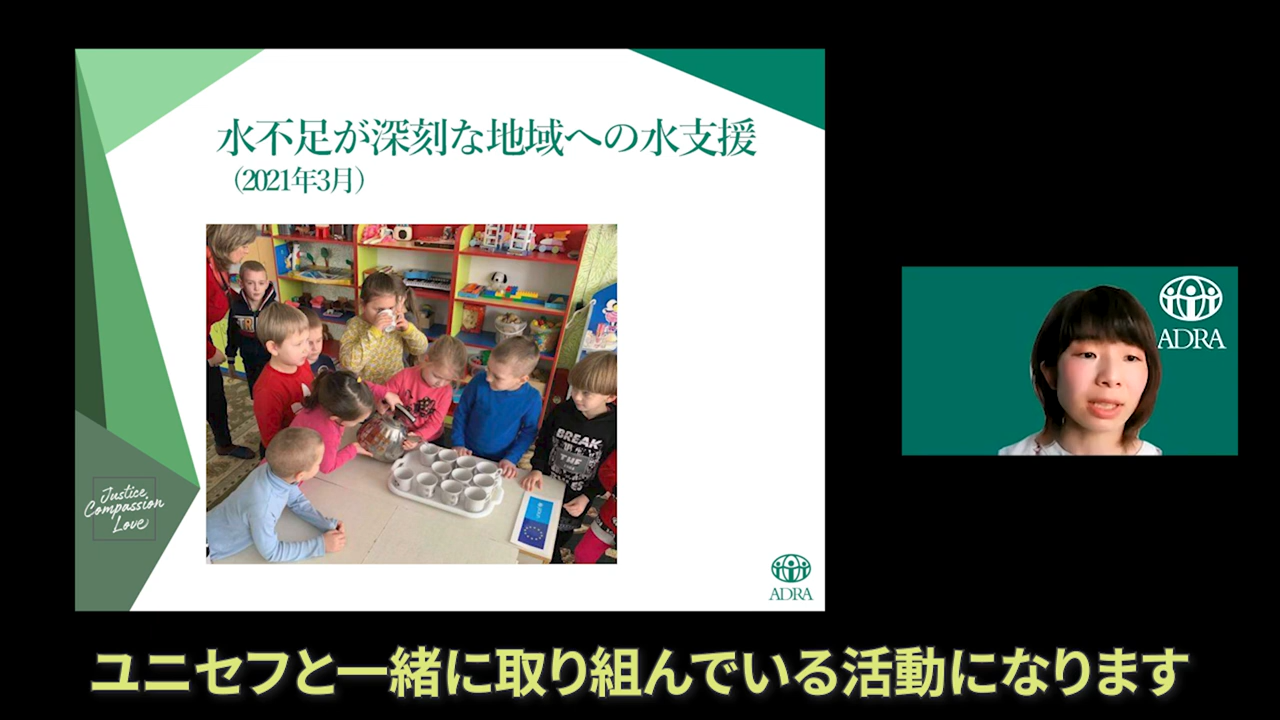 水不足が深刻な地域への水支援
（2021年3月）
BREAK
THE
Justice,
Compassion,
Love
ADRA
ADRA
ユニセフと一緒に取り組んでいる活動になります